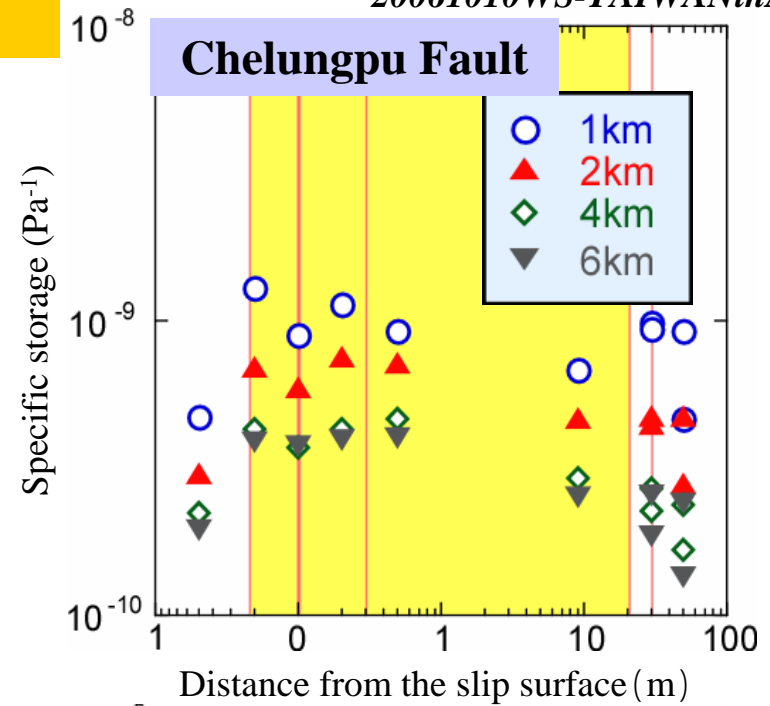 Chelungpu Fault
1km
2km
4km
6km
Specific storage (Pa-1)
10-8
10-9
10-10
1 0 1 10 100
Distance from the slip surface(m)